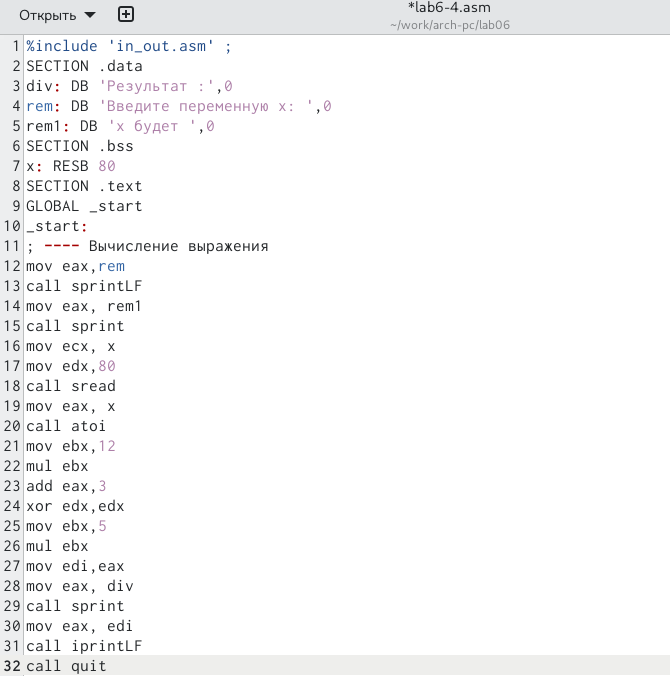 Открыть
*lab6-4.asm
~/work/arch-pc/lab06
1 %include 'in_out.asm' ;
2 SECTION .data
3 div: DB 'Результат :',0
4 rem: DB 'Введите переменную x: ',0
5 rem1: DB 'x будет ',0
6 SECTION .bss
7 x: RESB 80
8 SECTION .text
9 GLOBAL _start
10 _start:
11 ; ---- Вычисление выражения
12 mov eax,rem
13 call sprintLF
14 mov eax, rem1
15 call sprint
16 mov ecx, x
17 mov edx,80
18 call sread
19 mov eax, x
20 call atoi
21 mov ebx,12
22 mul ebx
23 add eax,3
24 xor edx,edx
25 mov ebx,5
26 mul ebx
27 mov edi,eax
28 mov eax, div
29 call sprint
30 mov eax, edi
31 call iprintLF
32 call quit